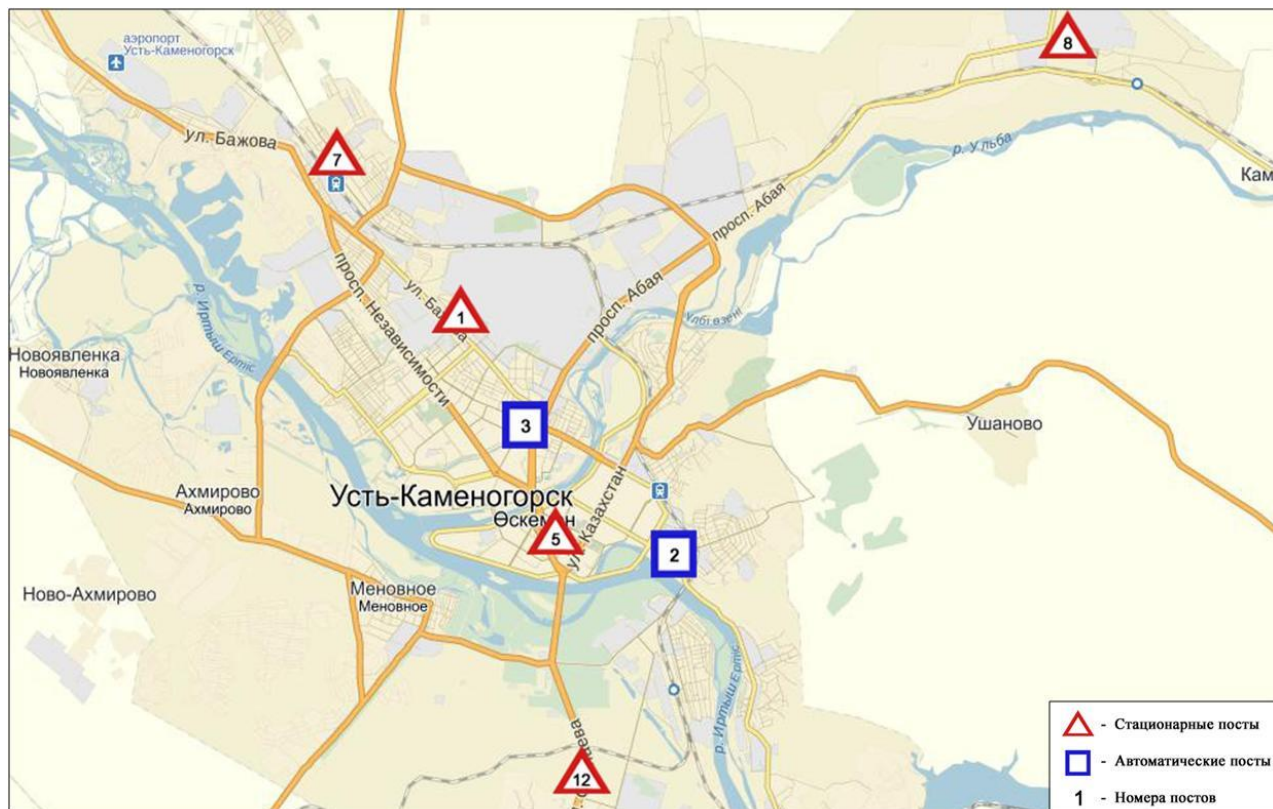 аэропорт
Усть-Каменогорск
8
ул. Бажова
7
р. Ульба
Кам
просп. Абая
р. Иртыш Ертіс
просп. Независимости
ул. Бажова
1
просп. Абая
Үлбі өзені
Новоявленка
Новоявленка
3
Ушаново
Усть-Каменогорск
Өскемен
Ахмирово
Ахмирово
5
ул. Казахстан
2
Ново-Ахмирово
Меновное
Меновное
р. Иртыш Ертіс
12
- Стационарные посты
- Автоматические посты
1 - Номера постов